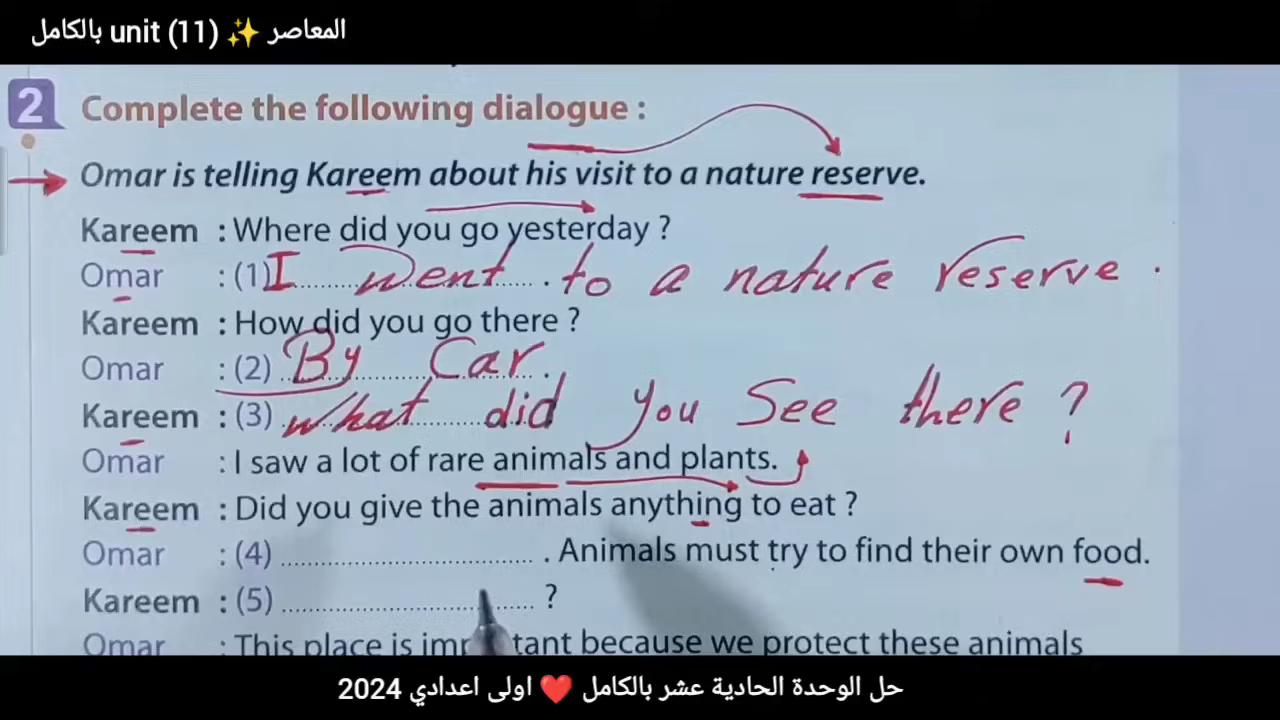 المعاصر ✨ unit (11) بالكامل
2 Complete the following dialogue :
Omar is telling Kareem about his visit to a nature reserve.
Kareem : Where did you go yesterday ?
Omar : (1) I went to a nature reserve.
Kareem : How did you go there ?
Omar : (2) By Car.
Kareem : (3) What did you See there ?
Omar : I saw a lot of rare animals and plants.
Kareem : Did you give the animals anything to eat ?
Omar : (4) .............................. . Animals must try to find their own food.
Kareem : (5) .............................. ?
Omar : This place is important because we protect these animals
حل الوحدة الحادية عشر بالكامل ❤️ اولى اعدادي 2024